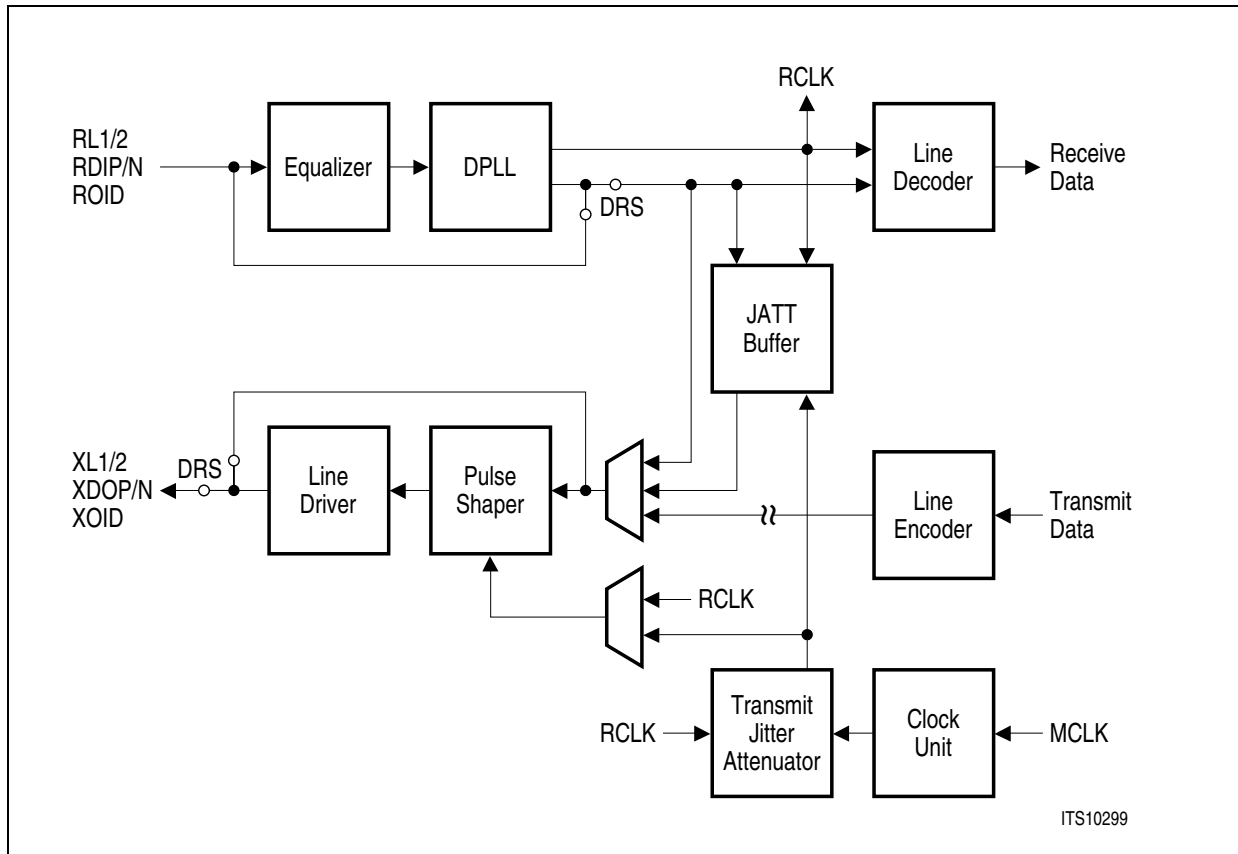 RCLK
RL1/2
RDIP/N
ROID
Equalizer
DPLL
DRS
Line
Decoder
Receive
Data
JATT
Buffer
XL1/2
XDOP/N
XOID
DRS
Line
Driver
Pulse
Shaper
Line
Encoder
Transmit
Data
RCLK
RCLK
Transmit
Jitter
Attenuator
Clock
Unit
MCLK
ITS10299